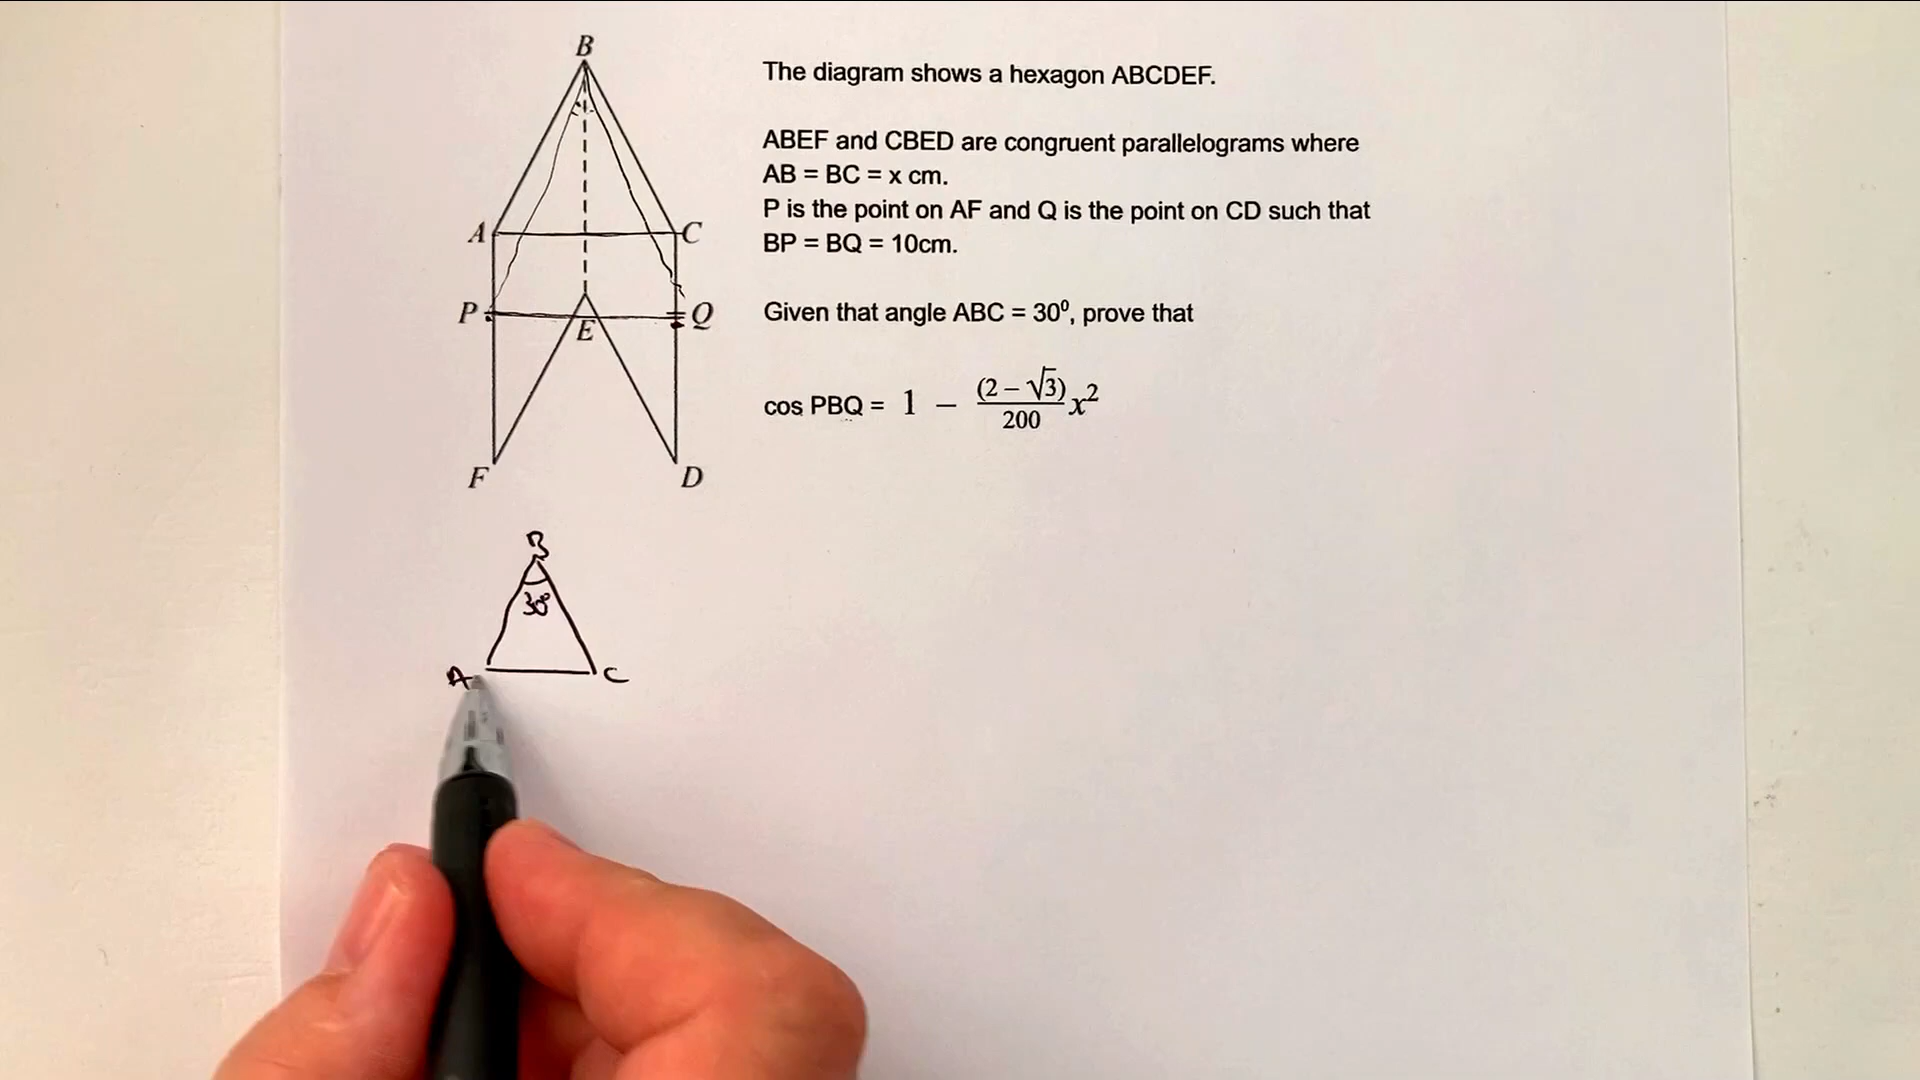 B
A
C
P
Q
E
F
D
The diagram shows a hexagon ABCDEF.
ABEF and CBED are congruent parallelograms where
AB = BC = x cm.
P is the point on AF and Q is the point on CD such that
BP = BQ = 10cm.
Given that angle ABC = 30⁰, prove that
cos PBQ = 1 − (2 − √3)/200 x²
B
30°
A
C